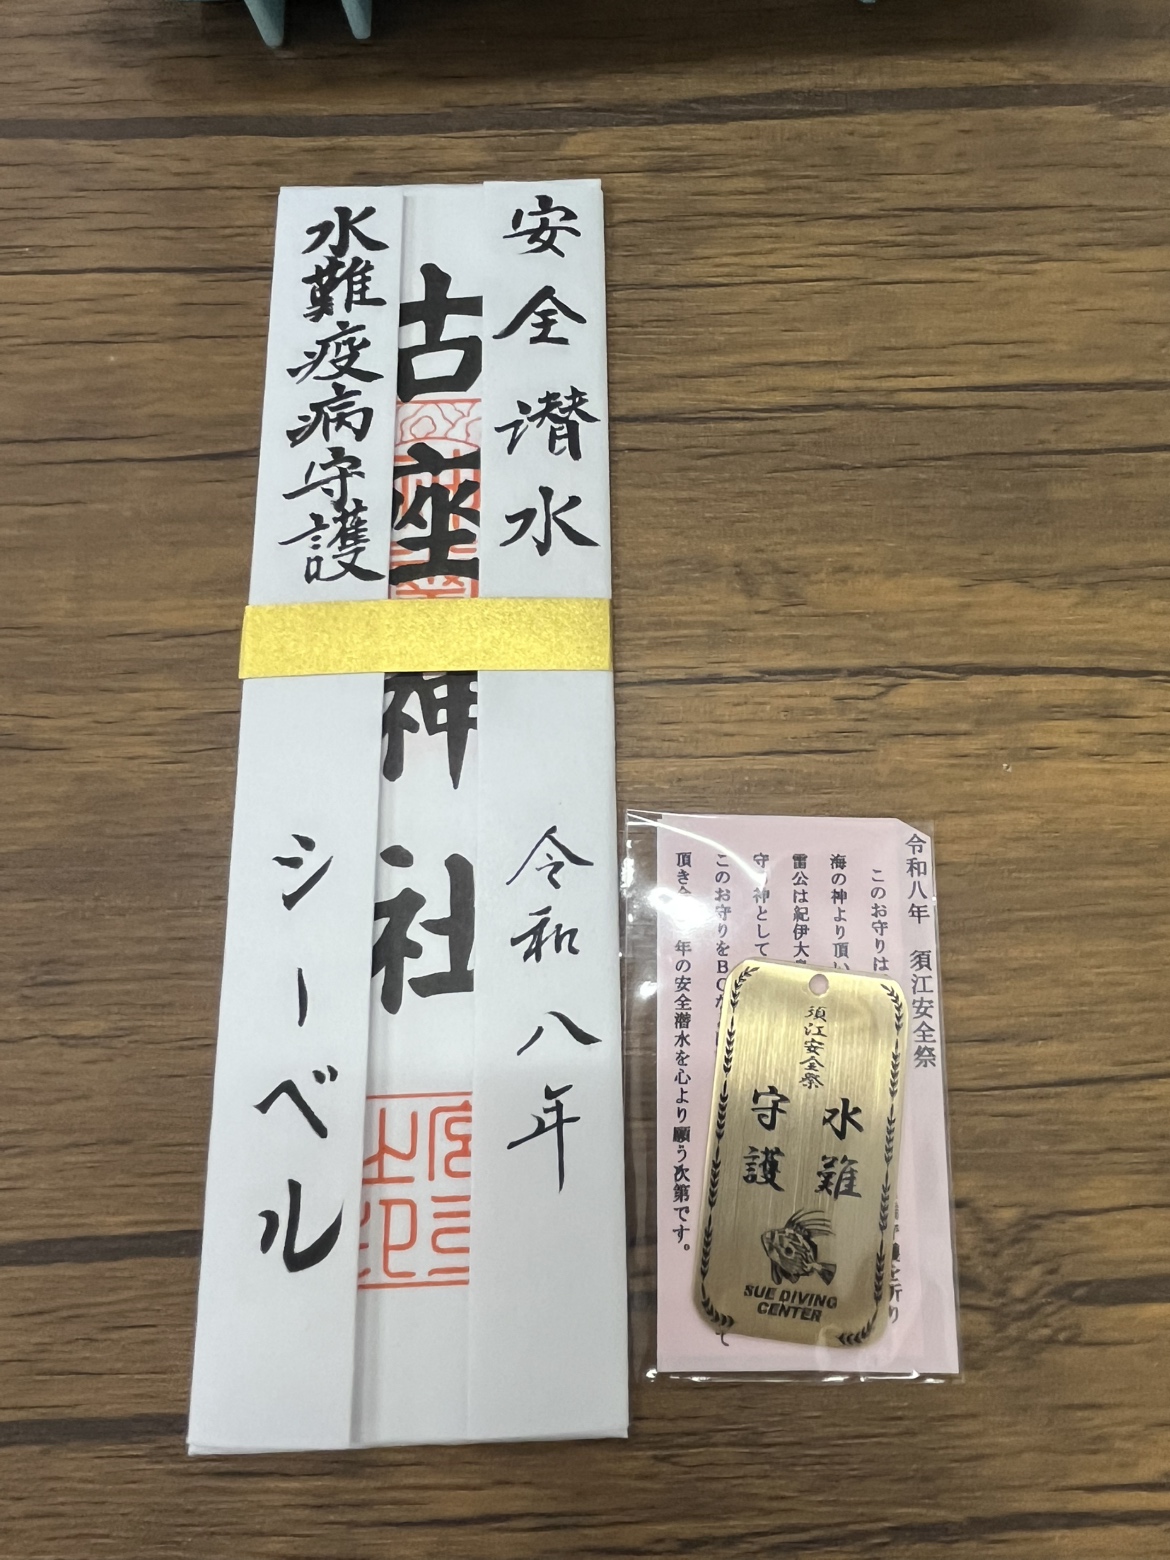 安全潜水
令和八年
古座神社
水難疫病守護
シーベル
令和八年 須江安全祭
このお守りは
海の神より頂い
雷公は紀伊大島
守 神として
このお守りをBC
頂き 年の安全潜水を心より願う次第です。
須江安全祭
水難
守護
SUE DIVING
CENTER